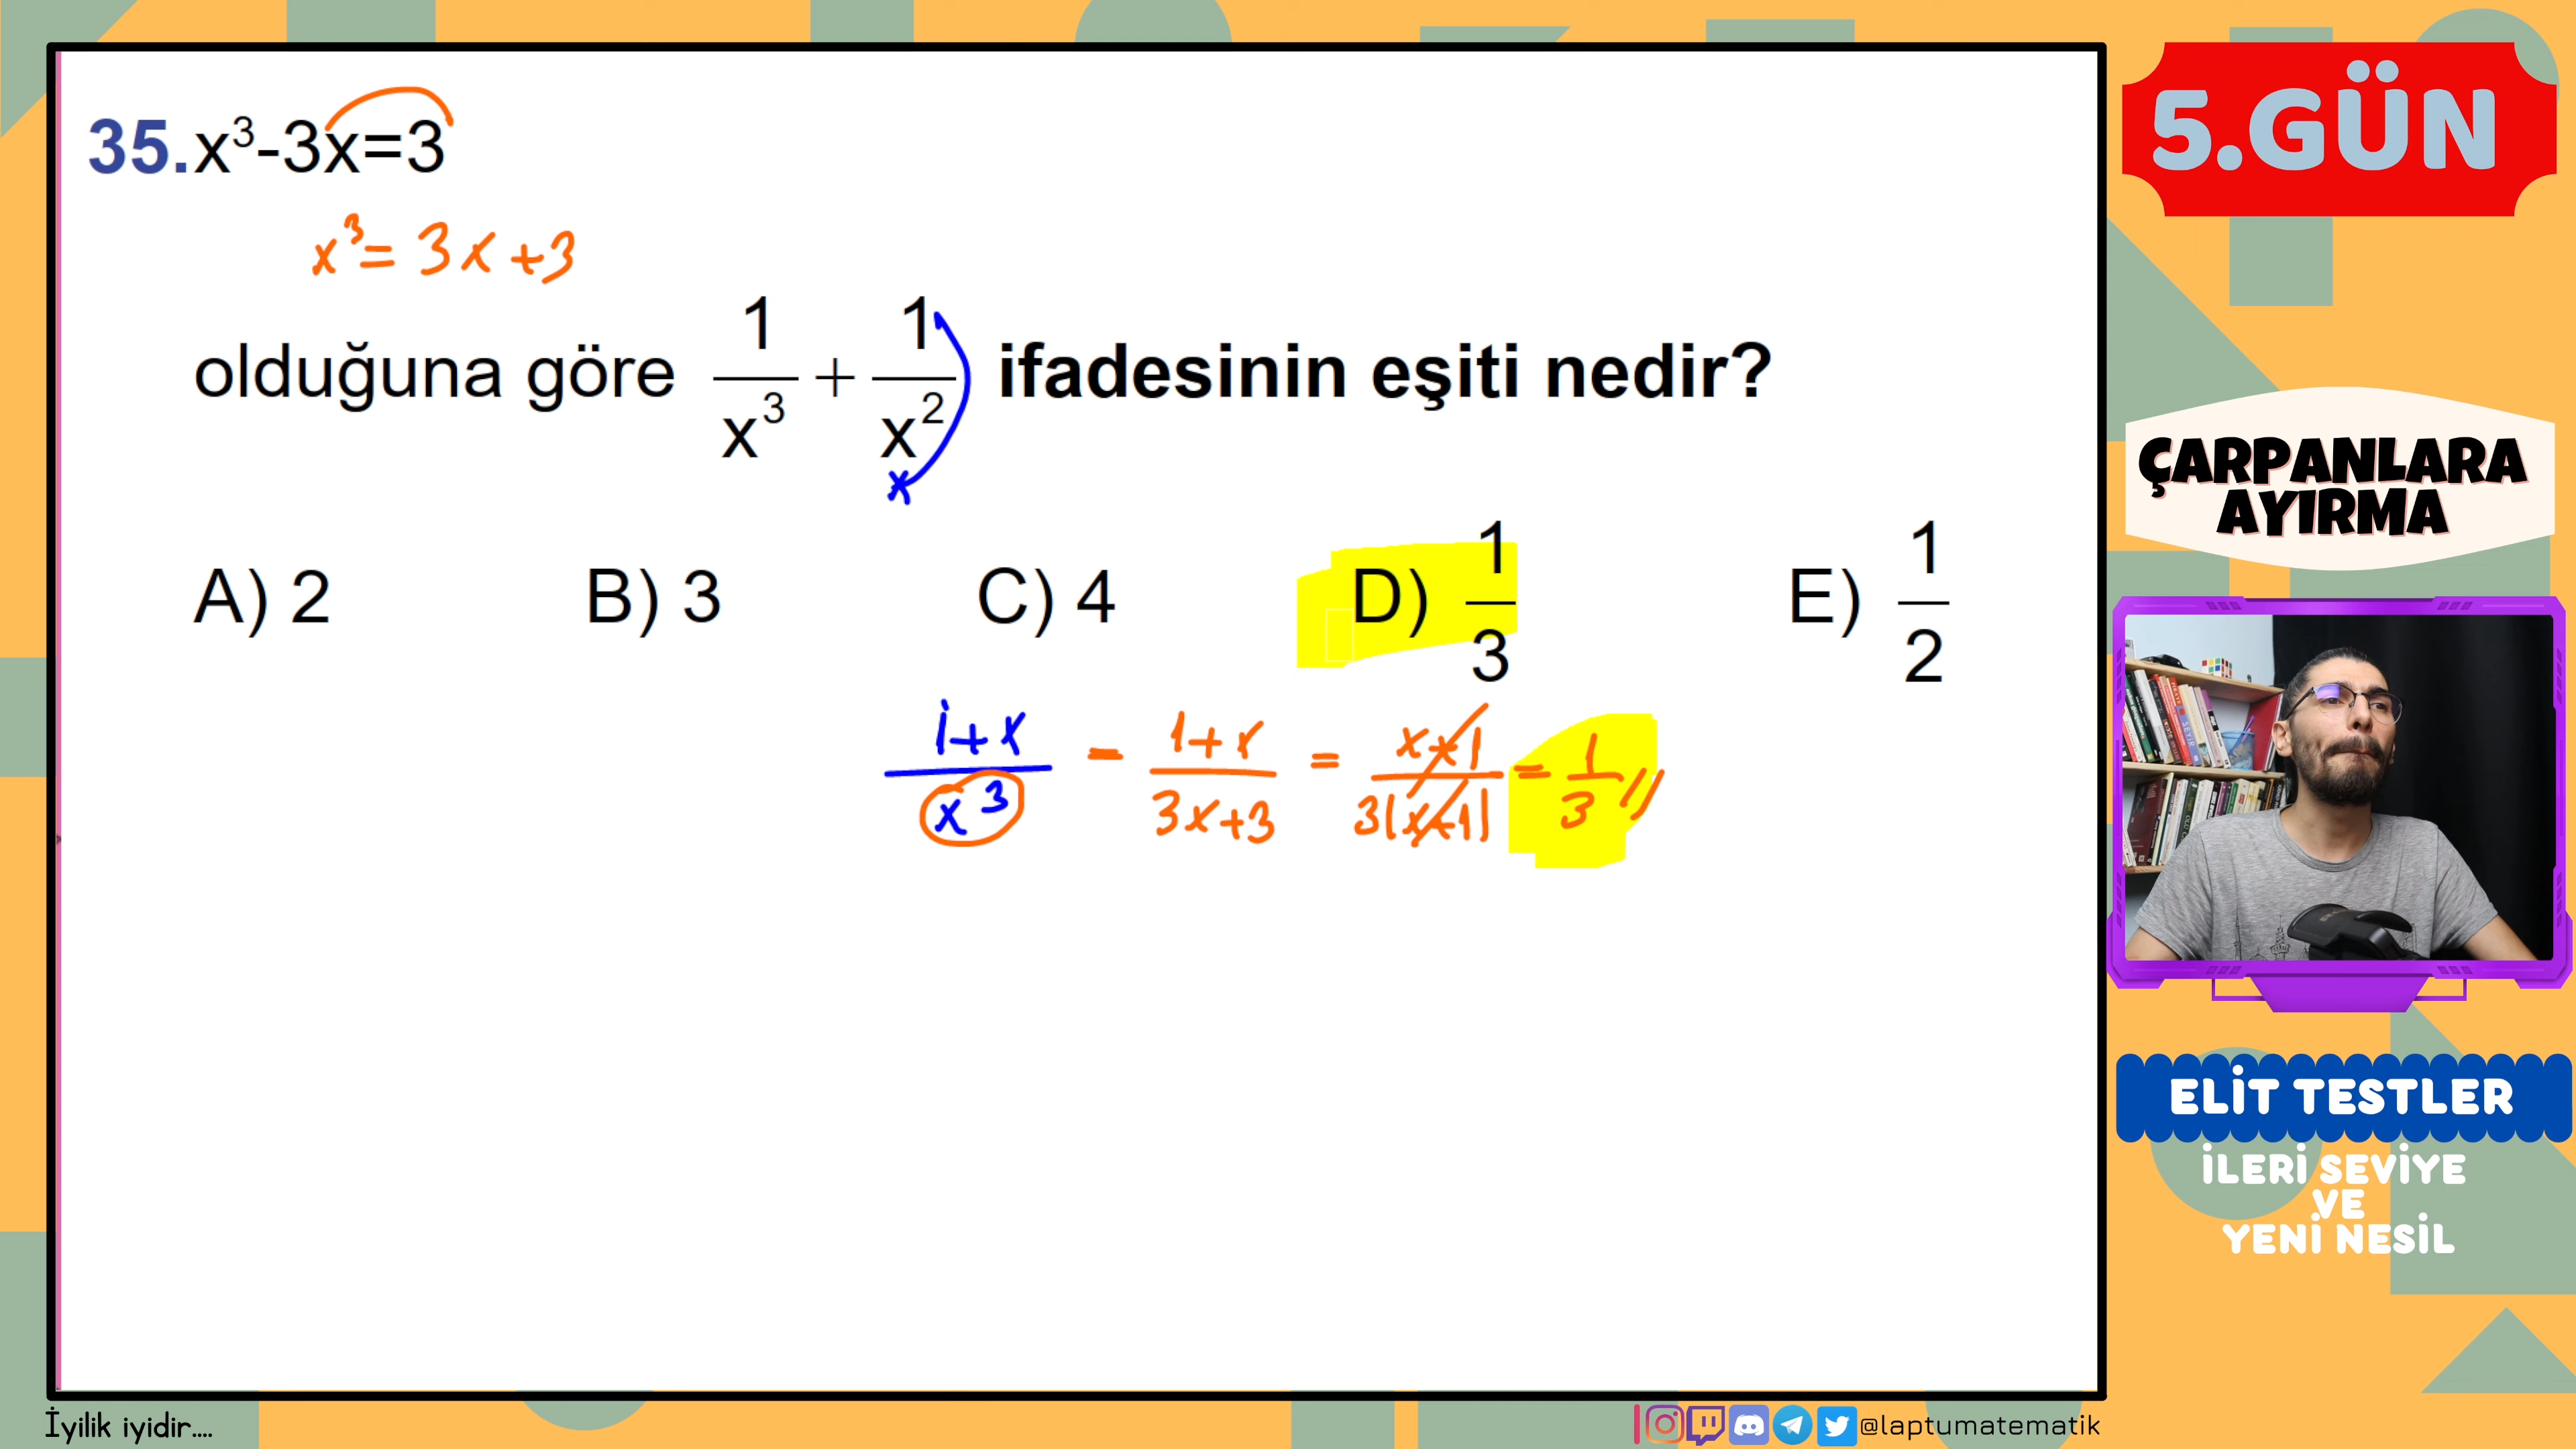 5.GÜN
35. x³-3x=3
x³= 3x+3
olduğuna göre 1/x³ + 1/x² ifadesinin eşiti nedir?
x
A) 2 B) 3 C) 4 D) 1/3 E) 1/2
1+x/x³ = 1+x/3x+3 = x+1/3(x+1) = 1/3 //
ÇARPANLARA
AYIRMA
ELİT TESTLER
İLERİ SEVİYE
VE
YENİ NESİL
İyilik iyidir....
@laptumatematik